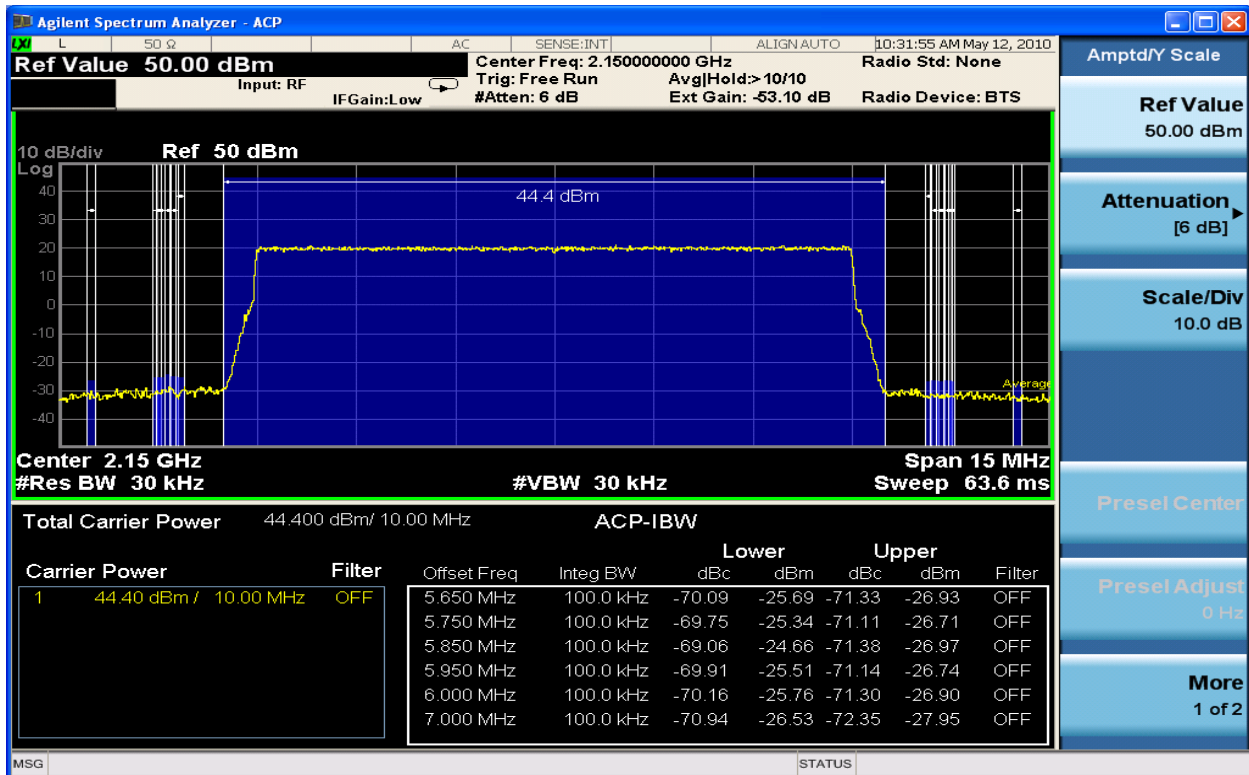 Agilent Spectrum Analyzer - ACP
LXI L 50 Ω AC SENSE:INT ALIGN AUTO 10:31:55 AM May 12, 2010
Ref Value 50.00 dBm
Input: RF
IFGain:Low
Center Freq: 2.150000000 GHz
Trig: Free Run
#Atten: 6 dB
Avg|Hold:>10/10
Ext Gain: -53.10 dB
Radio Std: None
Radio Device: BTS
10 dB/div Ref 50 dBm
Log
40
30
20
10
0
-10
-20
-30
-40
44.4 dBm
Average
Center 2.15 GHz Span 15 MHz
#Res BW 30 kHz #VBW 30 kHz Sweep 63.6 ms
Total Carrier Power 44.400 dBm/ 10.00 MHz ACP-IBW
Lower Upper
Carrier Power Filter
1 44.40 dBm / 10.00 MHz OFF
Offset Freq Integ BW dBc dBm dBc dBm Filter
5.650 MHz 100.0 kHz -70.09 -25.69 -71.33 -26.93 OFF
5.750 MHz 100.0 kHz -69.75 -25.34 -71.11 -26.71 OFF
5.850 MHz 100.0 kHz -69.06 -24.66 -71.38 -26.97 OFF
5.950 MHz 100.0 kHz -69.91 -25.51 -71.14 -26.74 OFF
6.000 MHz 100.0 kHz -70.16 -25.76 -71.30 -26.90 OFF
7.000 MHz 100.0 kHz -70.94 -26.53 -72.35 -27.95 OFF
MSG STATUS
Amptd/Y Scale
Ref Value
50.00 dBm
Attenuation
[6 dB]
Scale/Div
10.0 dB
Presel Center
Presel Adjust
0 Hz
More
1 of 2